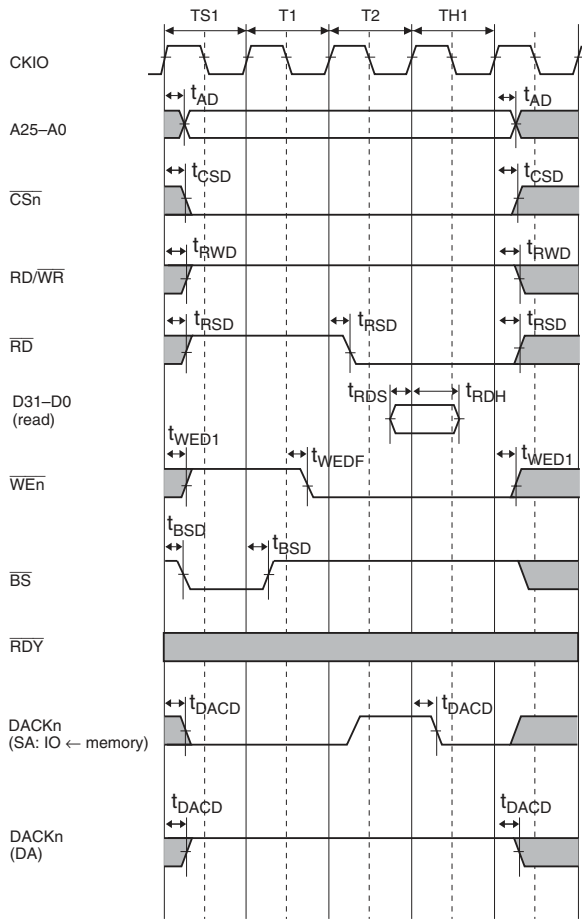 TS1 T1 T2 TH1
CKIO
tAD tAD
A25–A0
tCSD tCSD
CSn
tRWD tRWD
RD/WR
tRSD tRSD tRSD
RD
D31–D0
(read)
tRDS tRDH
tWED1 tWEDF tWED1
WEn
tBSD tBSD
BS
RDY
tDACD tDACD
DACKn
(SA: IO ← memory)
tDACD tDACD
DACKn
(DA)